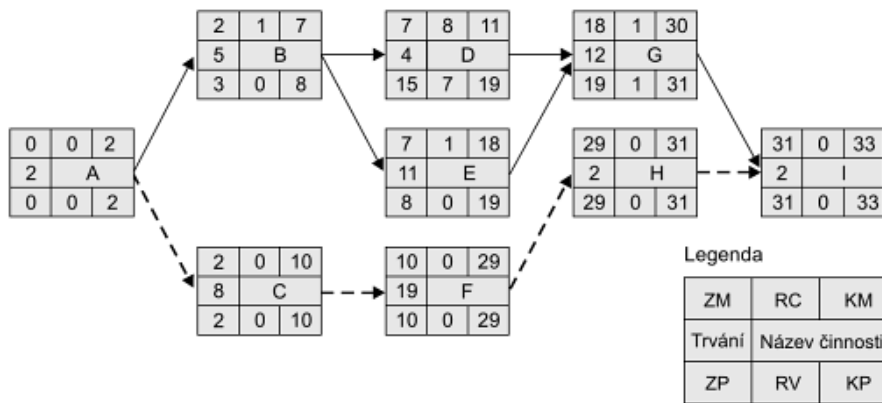 2 1 7
5 B
3 0 8
7 8 11
4 D
15 7 19
18 1 30
12 G
19 1 31
0 0 2
2 A
0 0 2
7 1 18
11 E
8 0 19
29 0 31
2 H
29 0 31
31 0 33
2 I
31 0 33
2 0 10
8 C
2 0 10
10 0 29
19 F
10 0 29
Legenda
ZM RC KM
Trvání Název činnosti
ZP RV KP